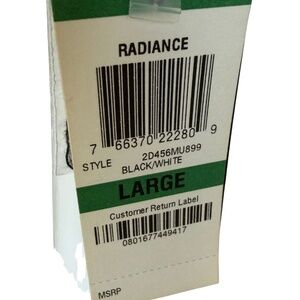 RADIANCE
7 66370 22280 9
STYLE 2D456MU899
BLACK/WHITE
LARGE
Customer Return Label
0801677449417
MSRP